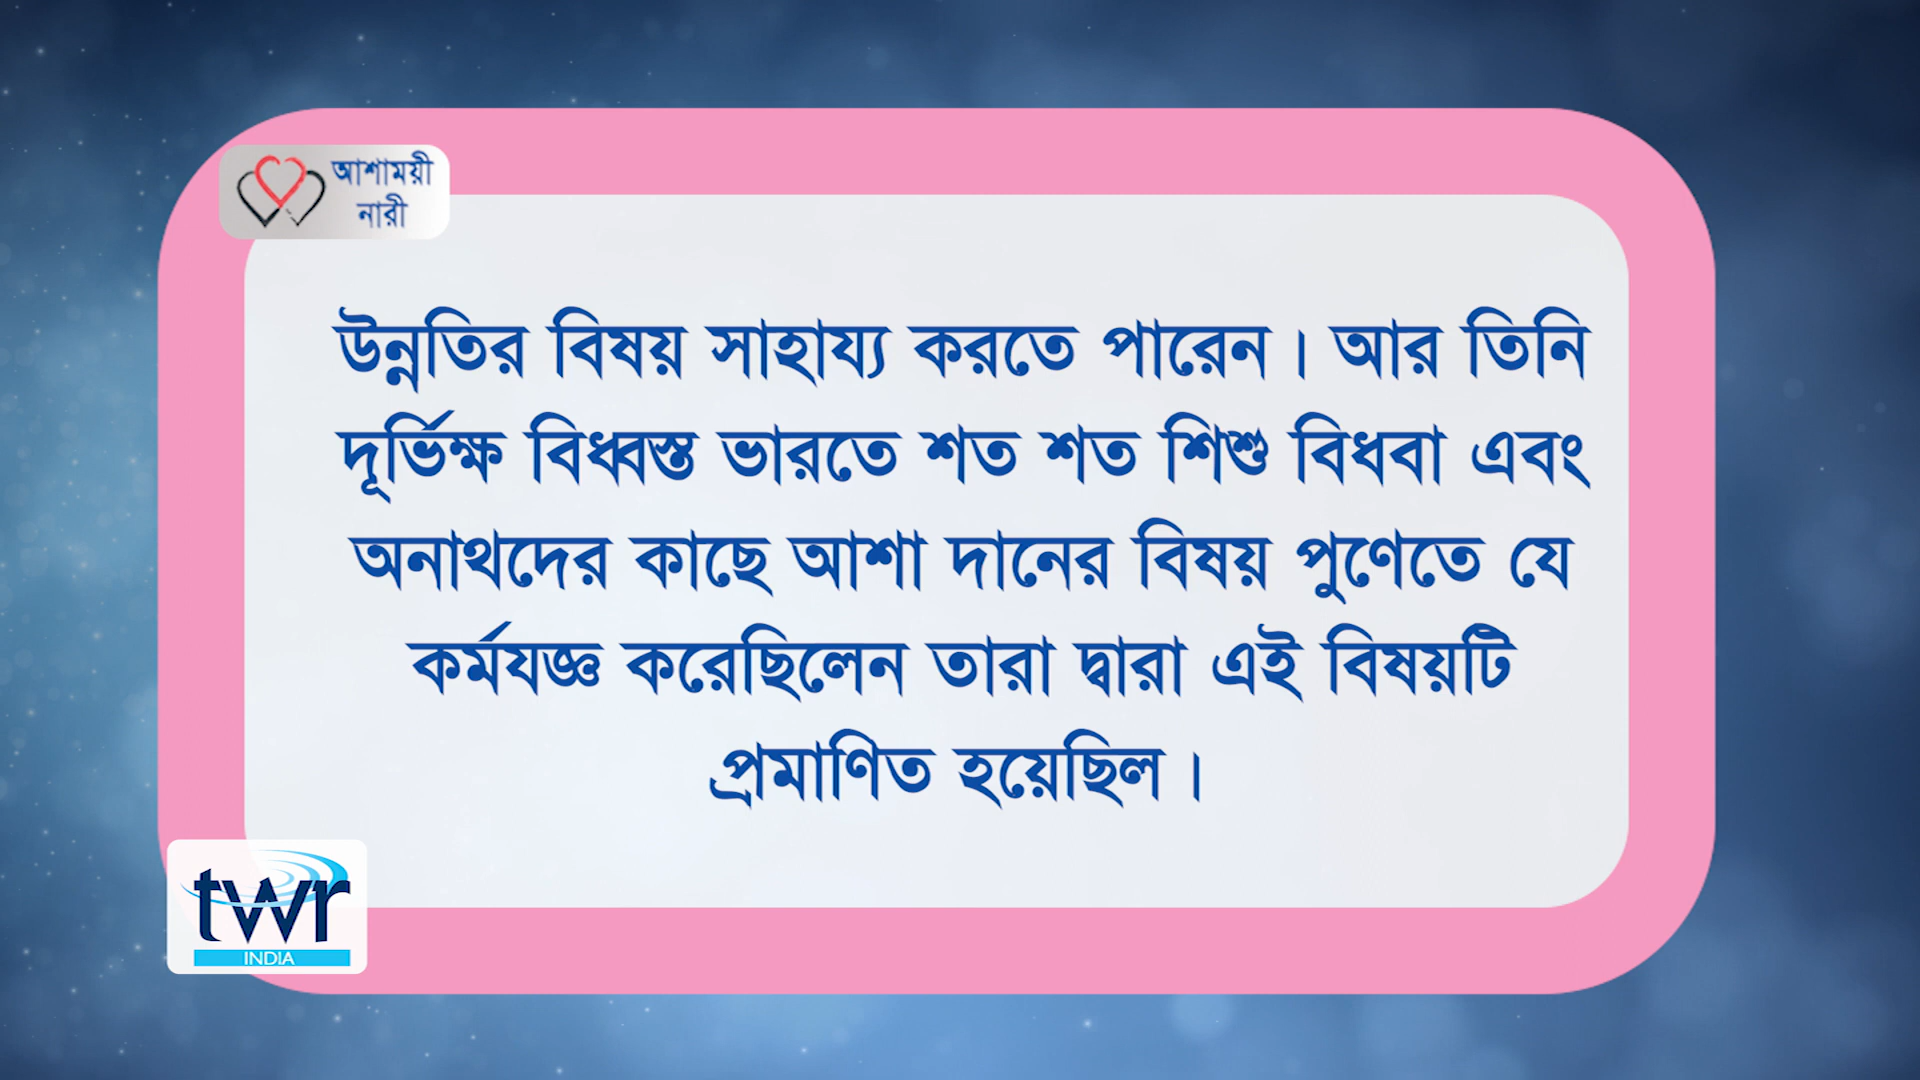 আশাময়ী
নারী
উন্নতির বিষয় সাহায্য করতে পারেন। আর তিনি
দূর্ভিক্ষ বিধ্বস্ত ভারতে শত শত শিশু বিধবা এবং
অনাথদের কাছে আশা দানের বিষয় পুণেতে যে
কর্মযজ্ঞ করেছিলেন তারা দ্বারা এই বিষয়টি
প্রমাণিত হয়েছিল।
twr
INDIA